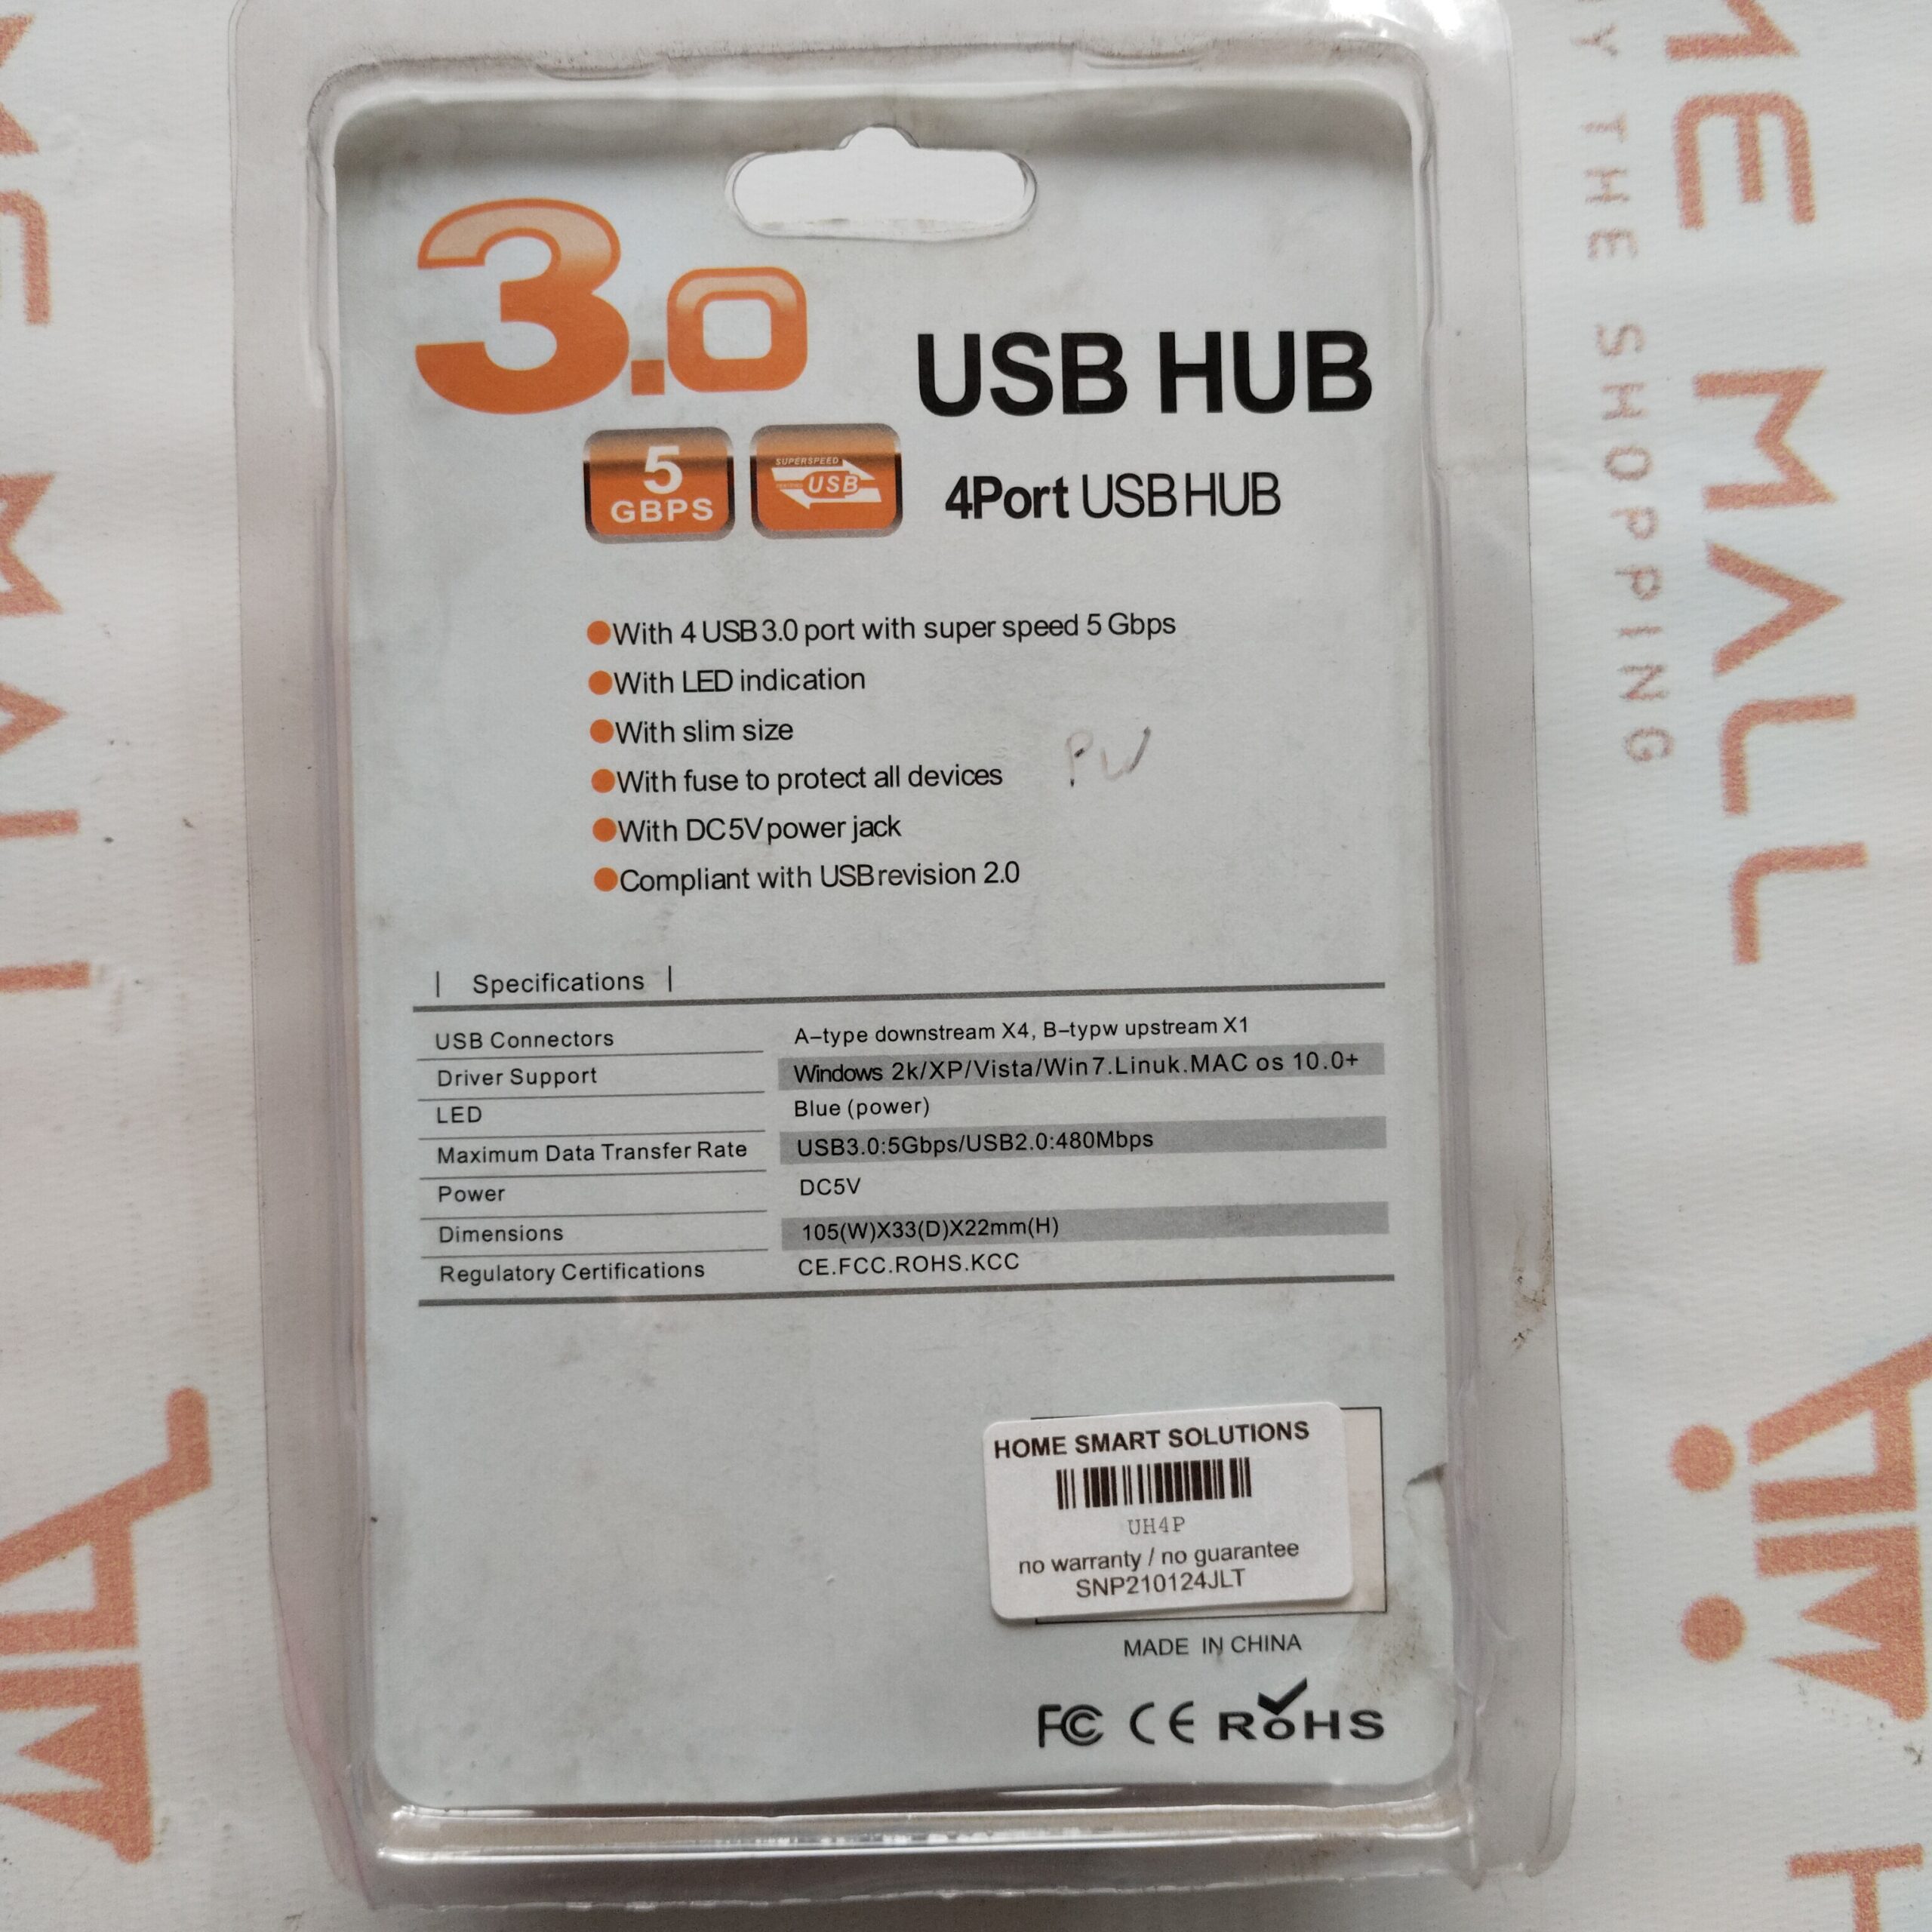 3.0
USB HUB
5
GBPS
SUPERSPEED
USB
4Port USB HUB
With 4 USB 3.0 port with super speed 5 Gbps
With LED indication
With slim size
With fuse to protect all devices
With DC5V power jack
Compliant with USB revision 2.0
| Specifications |
USB Connectors A-type downstream X4, B-typw upstream X1
Driver Support Windows 2k/XP/Vista/Win7.Linuk.MAC os 10.0+
LED Blue (power)
Maximum Data Transfer Rate USB3.0:5Gbps/USB2.0:480Mbps
Power DC5V
Dimensions 105(W)X33(D)X22mm(H)
Regulatory Certifications CE.FCC.ROHS.KCC
HOME SMART SOLUTIONS
UH4P
no warranty / no guarantee
SNP210124JLT
MADE IN CHINA
FC CE RoHS
ME MALL
THE SHOPPING
MALL